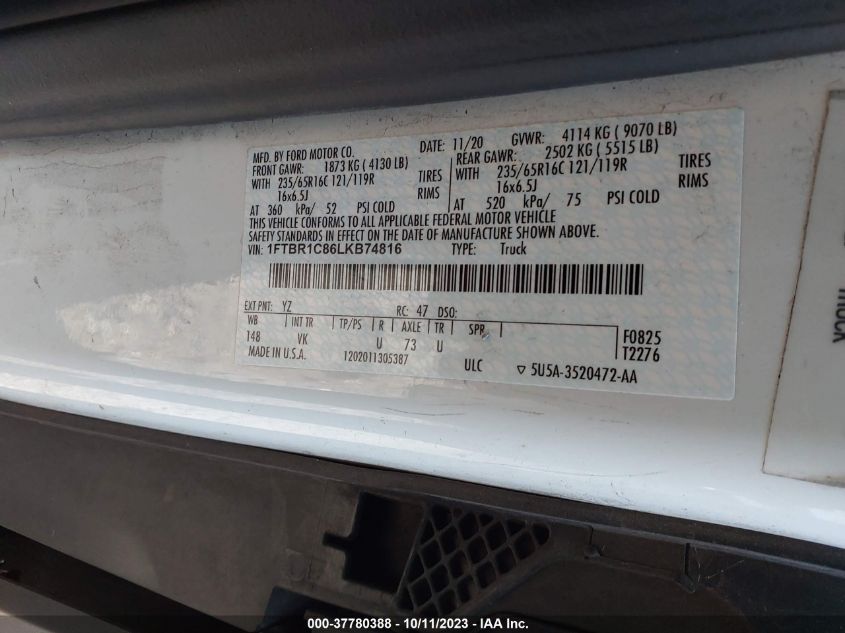 MFD. BY FORD MOTOR CO. DATE: 11/20 GVWR: 4114 KG ( 9070 LB)
FRONT GAWR: 1873 KG ( 4130 LB) REAR GAWR: 2502 KG ( 5515 LB)
WITH 235/65R16C 121/119R TIRES WITH 235/65R16C 121/119R TIRES
16x6.5J RIMS 16x6.5J RIMS
AT 360 kPa/ 52 PSI COLD AT 520 kPa/ 75 PSI COLD
THIS VEHICLE CONFORMS TO ALL APPLICABLE FEDERAL MOTOR VEHICLE
SAFETY STANDARDS IN EFFECT ON DATE OF MANUFACTURE SHOWN ABOVE.
VIN: 1FTBR1C86LKB74816 TYPE: Truck
EXT PNT: YZ RC: 47 DSO:
WB INT TR TP/PS R AXLE TR SPR F0825
148 VK U 73 U T2276
MADE IN U.S.A. 1202011305387 ULC 5U5A-3520472-AA
TRUCK
000-37780388 - 10/11/2023 - IAA Inc.